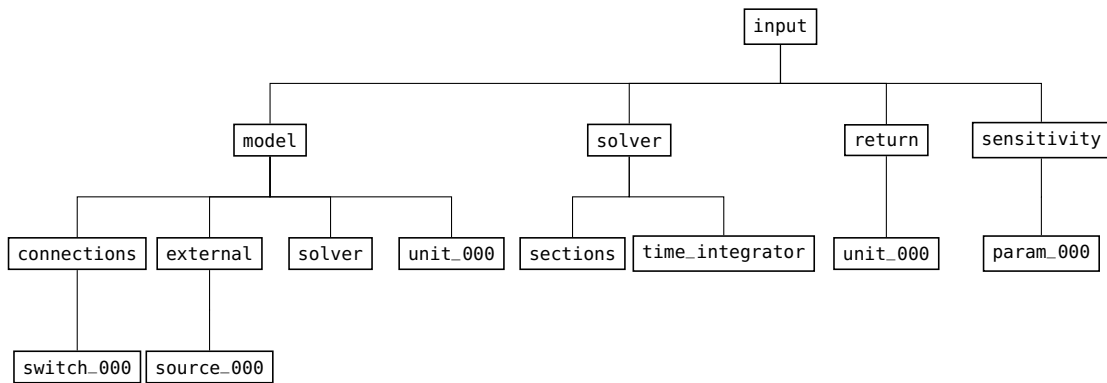 input
model
solver
return
sensitivity
connections
external
solver
unit_000
sections
time_integrator
unit_000
param_000
switch_000
source_000